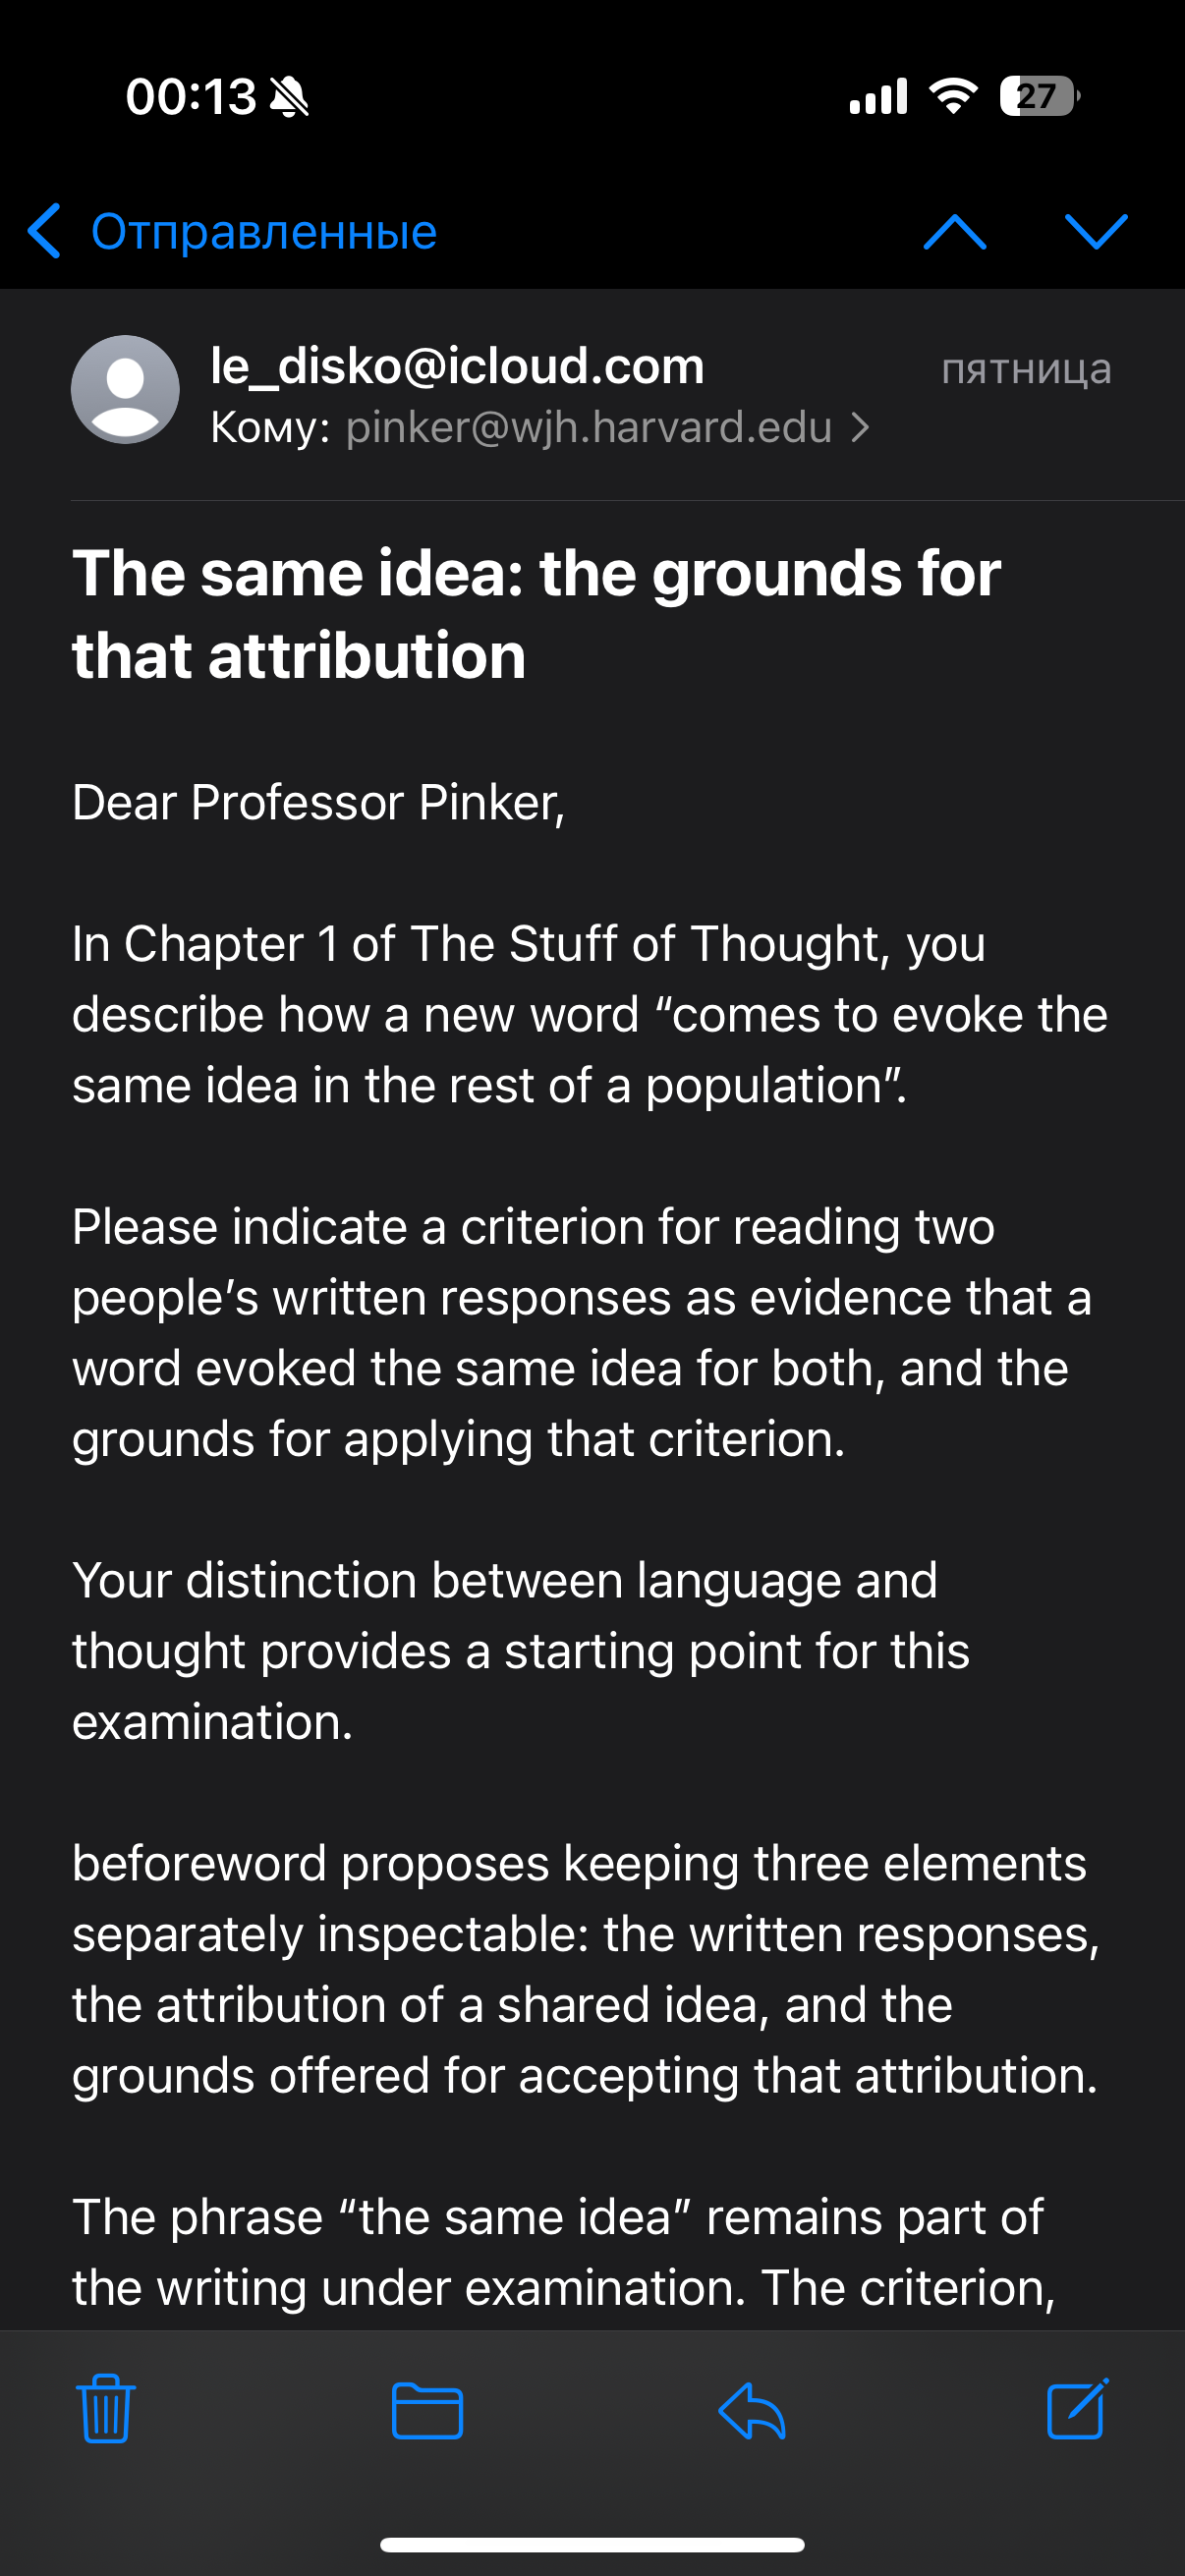 00:13
27
Отправленные
le_disko@icloud.com
пятница
Кому: pinker@wjh.harvard.edu
The same idea: the grounds for
that attribution
Dear Professor Pinker,
In Chapter 1 of The Stuff of Thought, you
describe how a new word “comes to evoke the
same idea in the rest of a population”.
Please indicate a criterion for reading two
people’s written responses as evidence that a
word evoked the same idea for both, and the
grounds for applying that criterion.
Your distinction between language and
thought provides a starting point for this
examination.
beforeword proposes keeping three elements
separately inspectable: the written responses,
the attribution of a shared idea, and the
grounds offered for accepting that attribution.
The phrase “the same idea” remains part of
the writing under examination. The criterion,